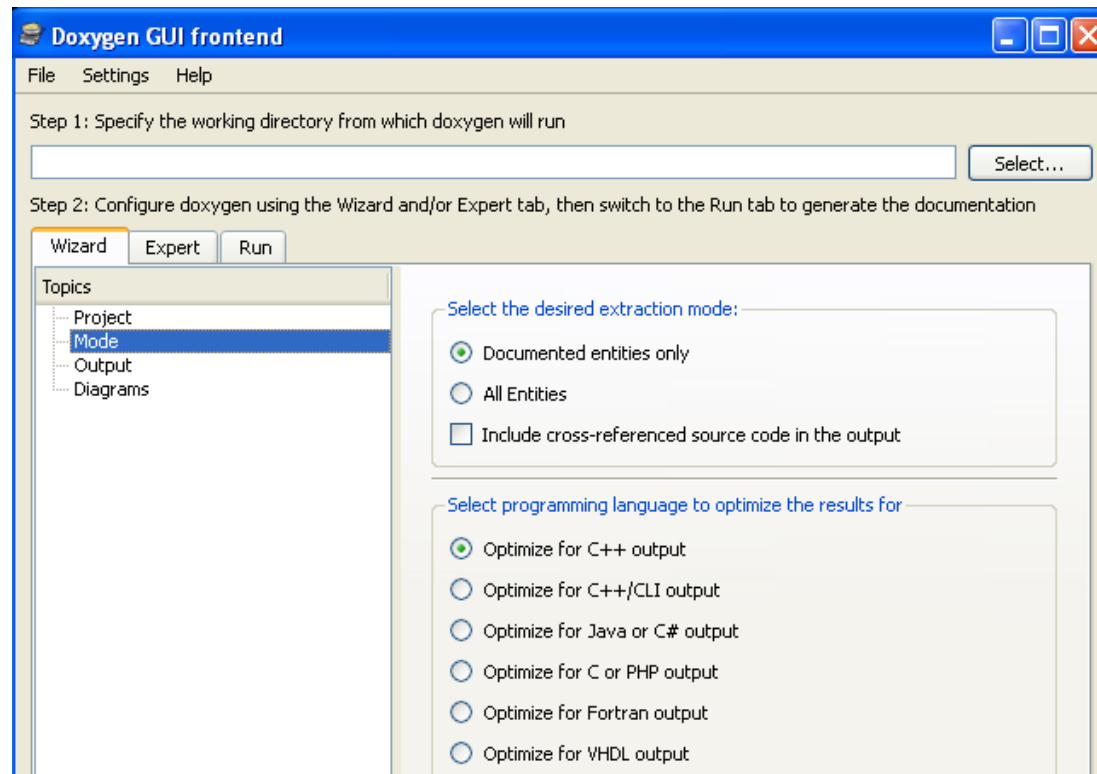 Doxygen GUI frontend
File Settings Help
Step 1: Specify the working directory from which doxygen will run
Select...
Step 2: Configure doxygen using the Wizard and/or Expert tab, then switch to the Run tab to generate the documentation
Wizard Expert Run
Topics
Project
Mode
Output
Diagrams
Select the desired extraction mode:
Documented entities only
All Entities
Include cross-referenced source code in the output
Select programming language to optimize the results for
Optimize for C++ output
Optimize for C++/CLI output
Optimize for Java or C# output
Optimize for C or PHP output
Optimize for Fortran output
Optimize for VHDL output